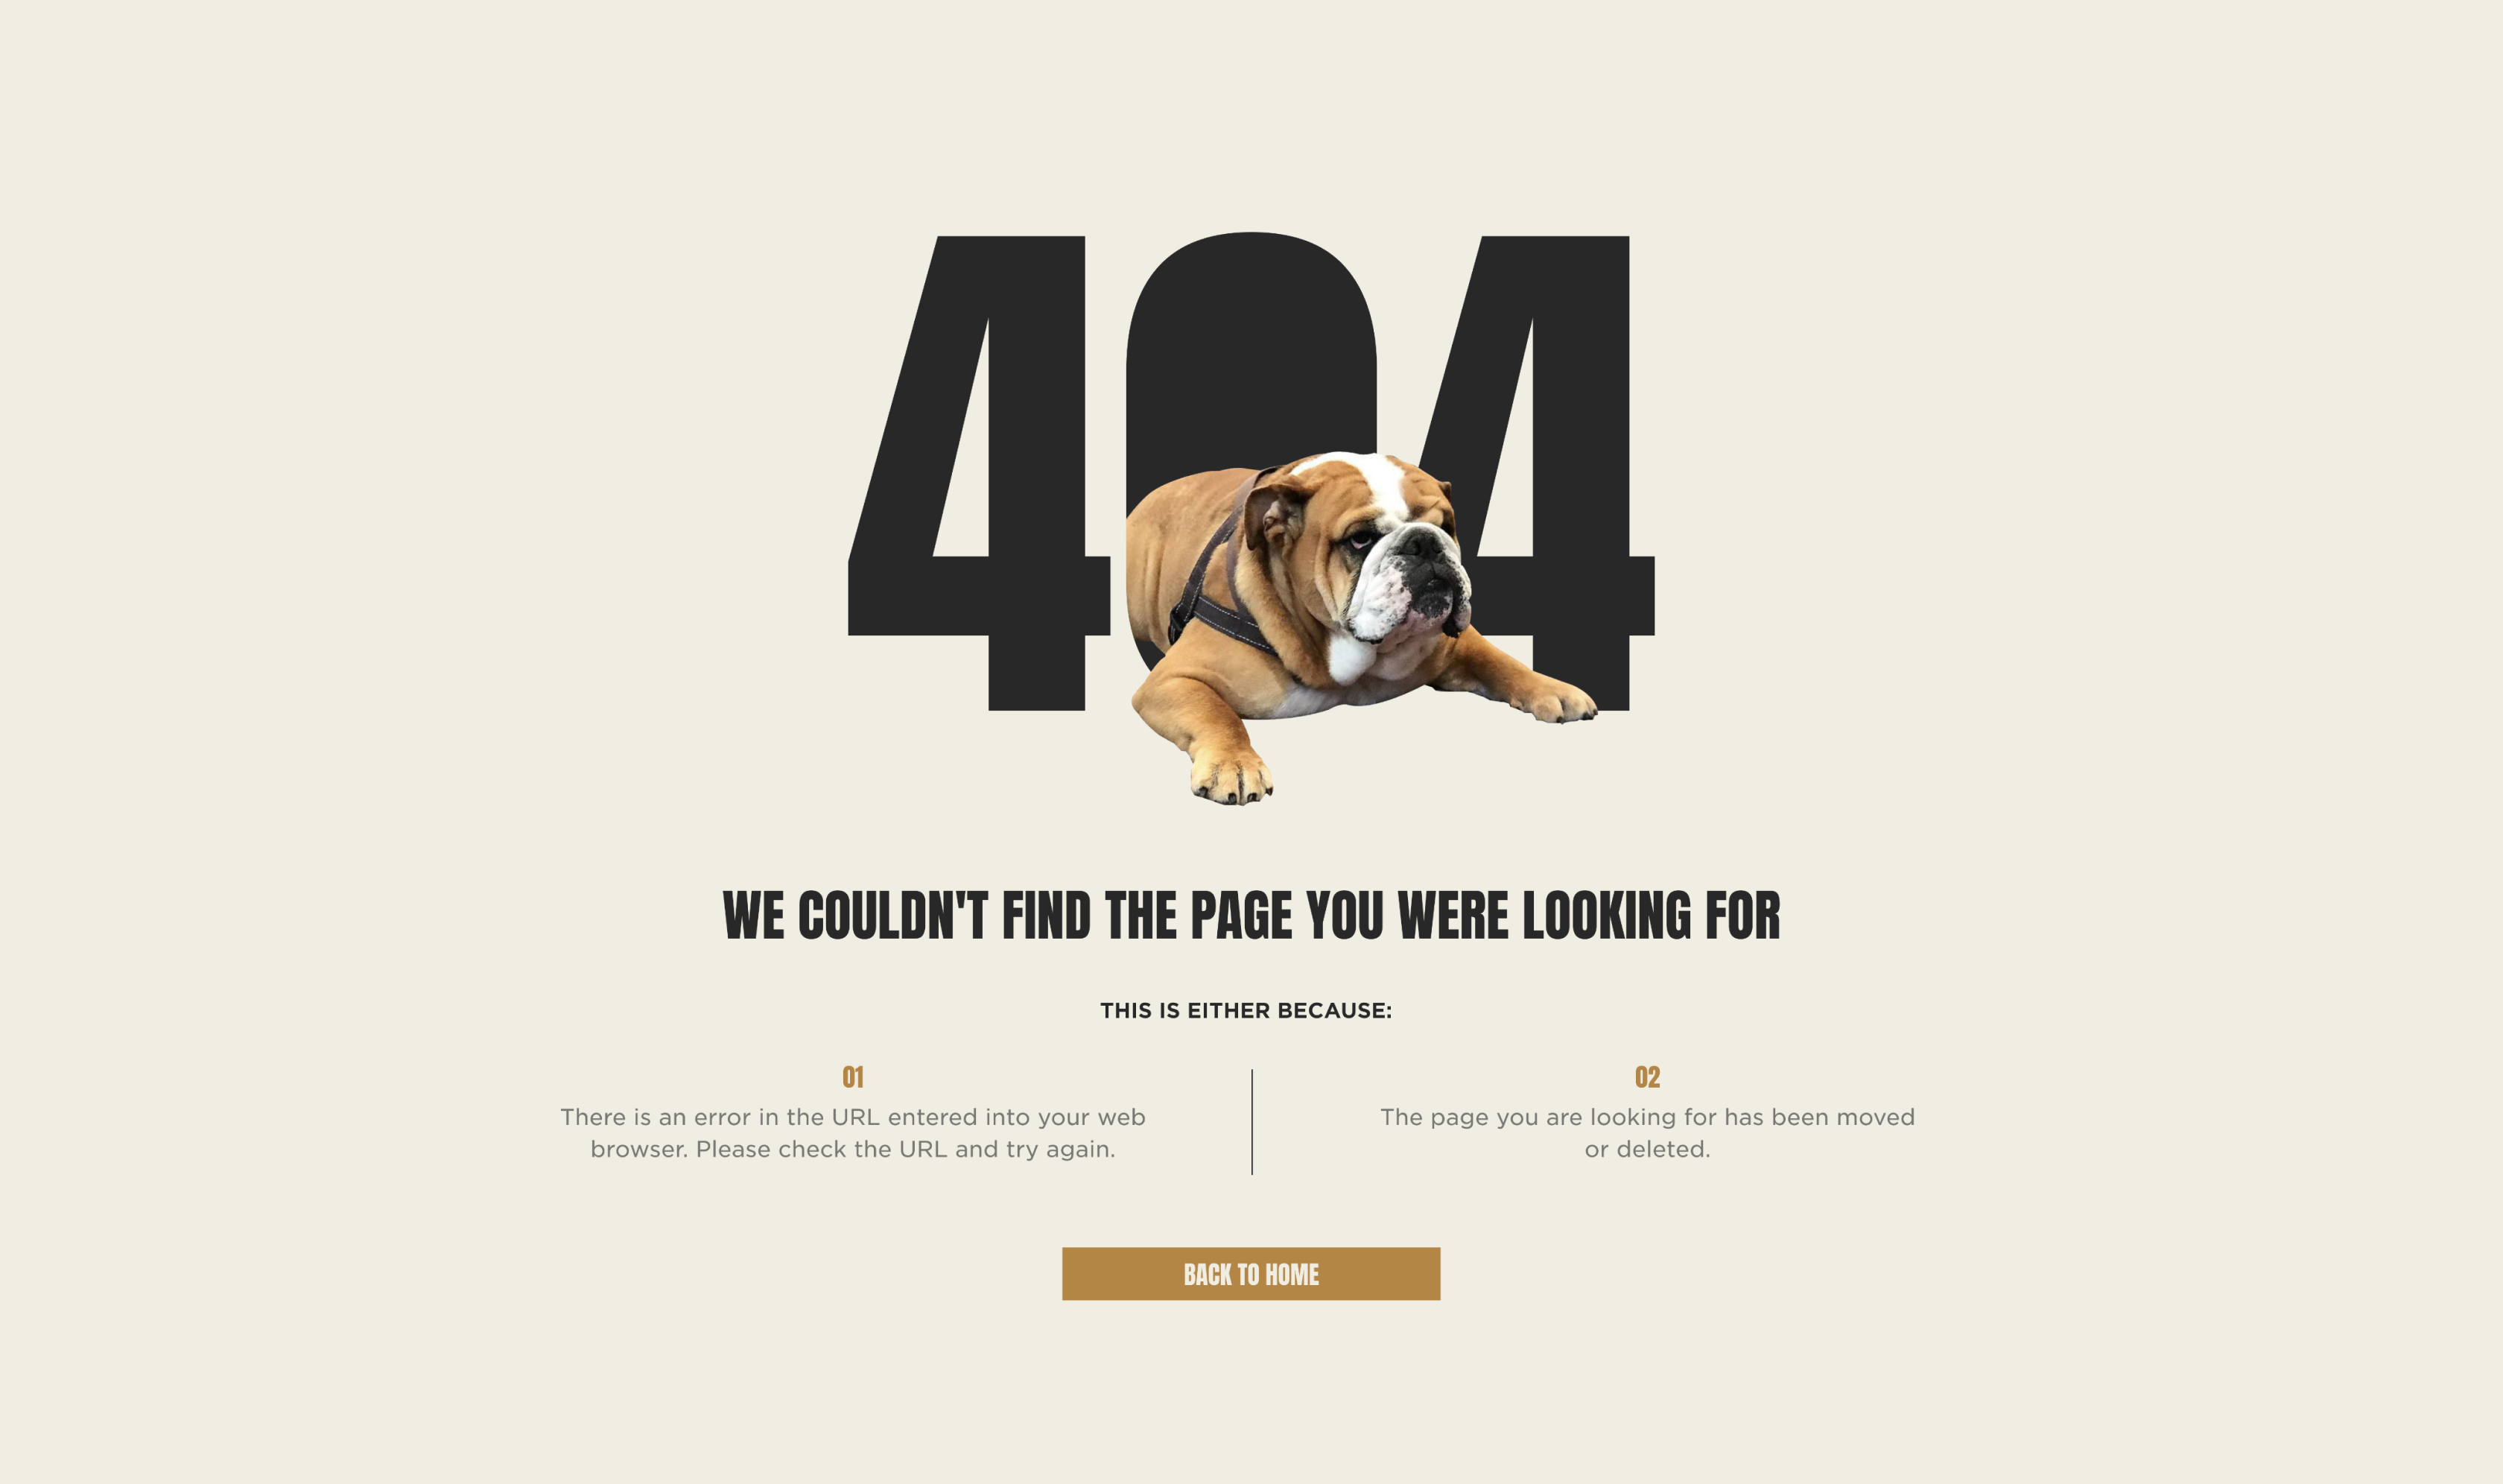 404
WE COULDN'T FIND THE PAGE YOU WERE LOOKING FOR
THIS IS EITHER BECAUSE:
01
There is an error in the URL entered into your web
browser. Please check the URL and try again.
02
The page you are looking for has been moved
or deleted.
BACK TO HOME